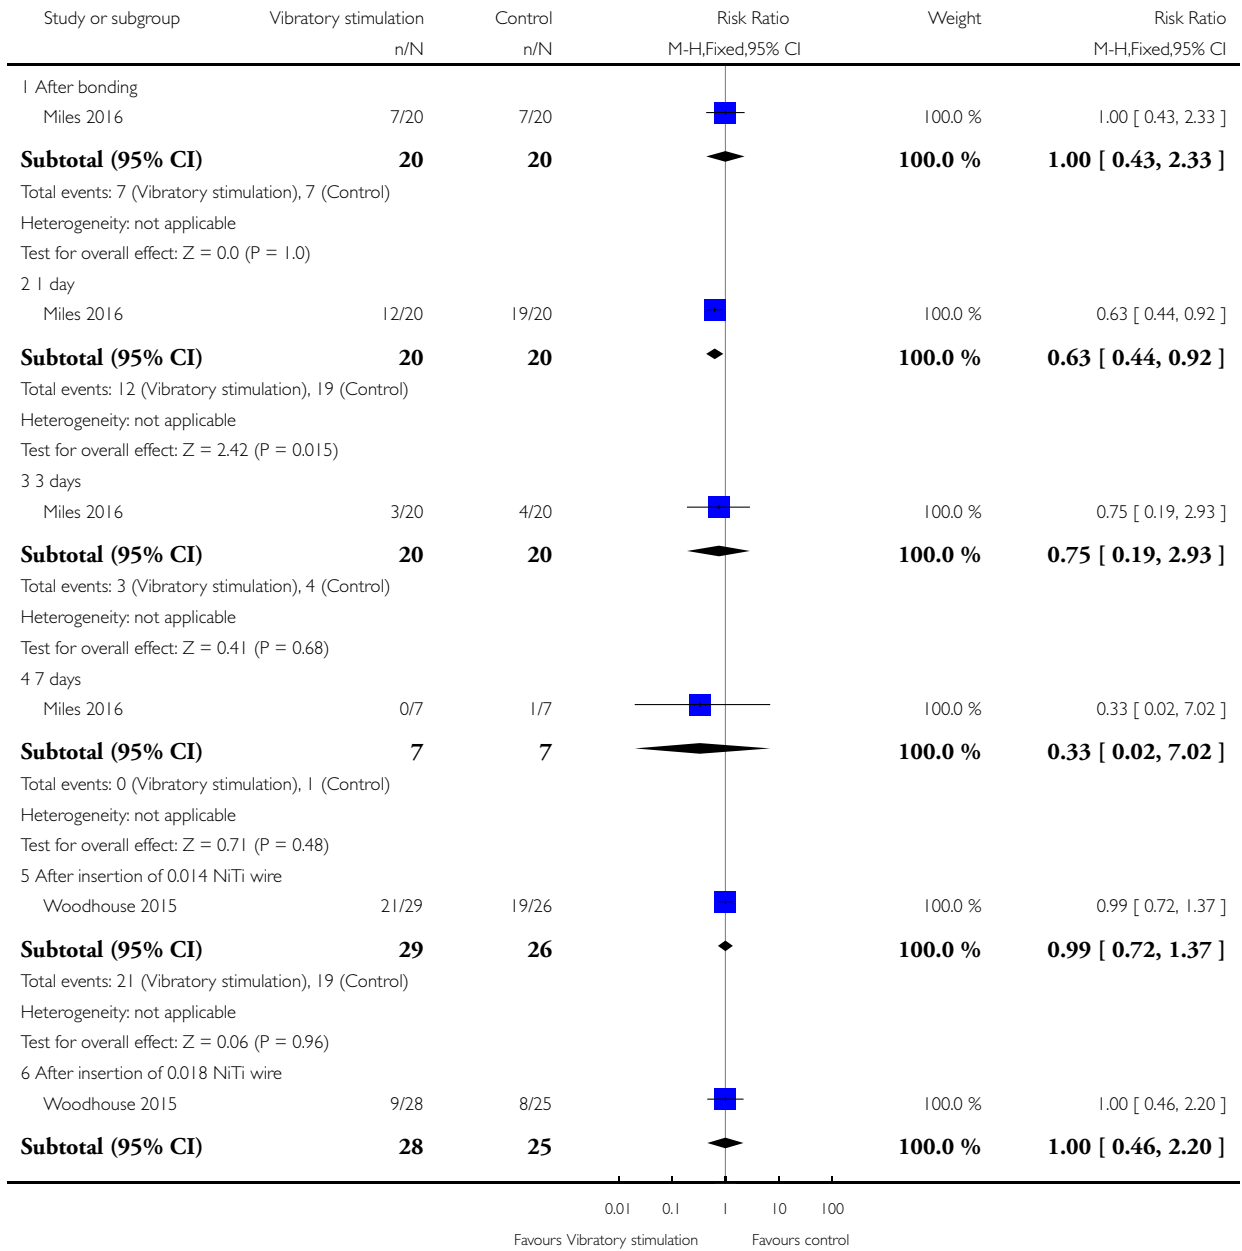 Study or subgroup Vibratory stimulation Control Risk Ratio Weight Risk Ratio
n/N n/N M-H,Fixed,95% CI M-H,Fixed,95% CI
1 After bonding
Miles 2016 7/20 7/20 100.0 % 1.00 [ 0.43, 2.33 ]
Subtotal (95% CI) 20 20 100.0 % 1.00 [ 0.43, 2.33 ]
Total events: 7 (Vibratory stimulation), 7 (Control)
Heterogeneity: not applicable
Test for overall effect: Z = 0.0 (P = 1.0)
2 1 day
Miles 2016 12/20 19/20 100.0 % 0.63 [ 0.44, 0.92 ]
Subtotal (95% CI) 20 20 100.0 % 0.63 [ 0.44, 0.92 ]
Total events: 12 (Vibratory stimulation), 19 (Control)
Heterogeneity: not applicable
Test for overall effect: Z = 2.42 (P = 0.015)
3 3 days
Miles 2016 3/20 4/20 100.0 % 0.75 [ 0.19, 2.93 ]
Subtotal (95% CI) 20 20 100.0 % 0.75 [ 0.19, 2.93 ]
Total events: 3 (Vibratory stimulation), 4 (Control)
Heterogeneity: not applicable
Test for overall effect: Z = 0.41 (P = 0.68)
4 7 days
Miles 2016 0/7 1/7 100.0 % 0.33 [ 0.02, 7.02 ]
Subtotal (95% CI) 7 7 100.0 % 0.33 [ 0.02, 7.02 ]
Total events: 0 (Vibratory stimulation), 1 (Control)
Heterogeneity: not applicable
Test for overall effect: Z = 0.71 (P = 0.48)
5 After insertion of 0.014 NiTi wire
Woodhouse 2015 21/29 19/26 100.0 % 0.99 [ 0.72, 1.37 ]
Subtotal (95% CI) 29 26 100.0 % 0.99 [ 0.72, 1.37 ]
Total events: 21 (Vibratory stimulation), 19 (Control)
Heterogeneity: not applicable
Test for overall effect: Z = 0.06 (P = 0.96)
6 After insertion of 0.018 NiTi wire
Woodhouse 2015 9/28 8/25 100.0 % 1.00 [ 0.46, 2.20 ]
Subtotal (95% CI) 28 25 100.0 % 1.00 [ 0.46, 2.20 ]
0.01 0.1 1 10 100
Favours Vibratory stimulation Favours control